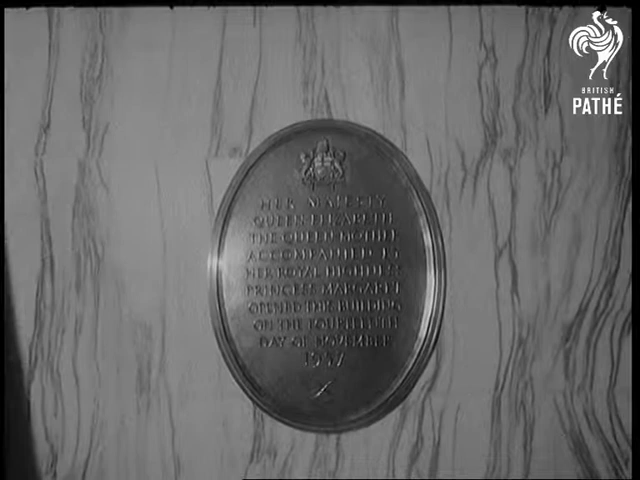 BRITISH
PATHÉ
HER MAJESTY
QUEEN ELIZABETH
THE QUEEN MOTHER
ACCOMPANIED BY
HER ROYAL HIGHNESS
PRINCESS MARGARET
OPENED THIS BUILDING
ON THE FOURTEENTH
DAY OF NOVEMBER
1957